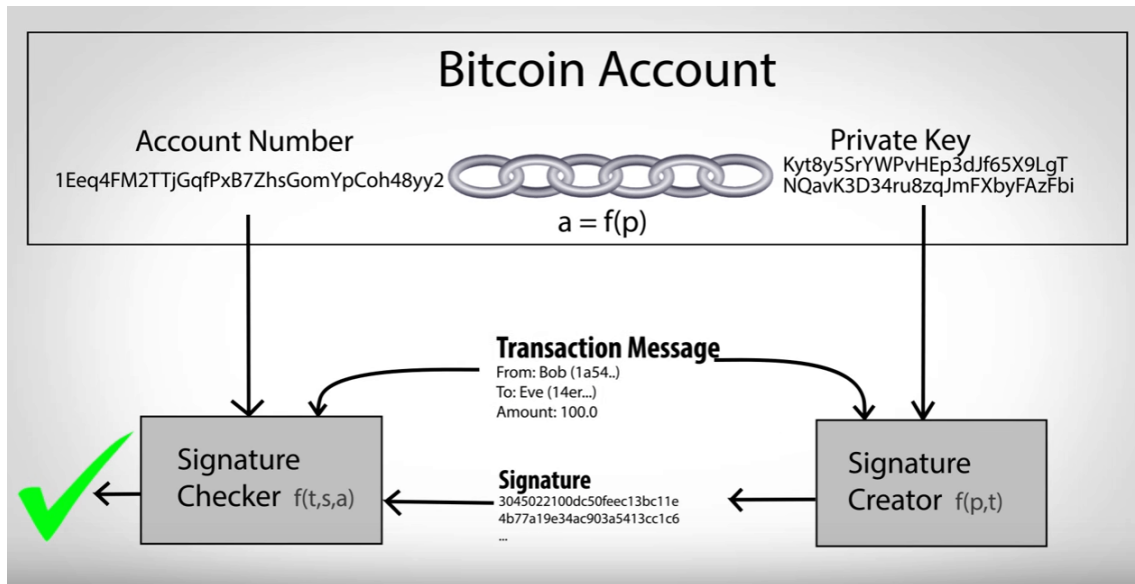 Bitcoin Account
Account Number
1Eeq4FM2TTjGqfPxB7ZhsGomYpCoh48yy2
Private Key
Kyt8y5SrYWPvHEp3dJf65X9LgT
NQavK3D34ru8zqJmFXbyFAzFbi
a = f(p)
Transaction Message
From: Bob (1a54..)
To: Eve (14er...)
Amount: 100.0
Signature
Checker f(t,s,a)
Signature
3045022100dc50feec13bc11e
4b77a19e34ac903a5413cc1c6
...
Signature
Creator f(p,t)